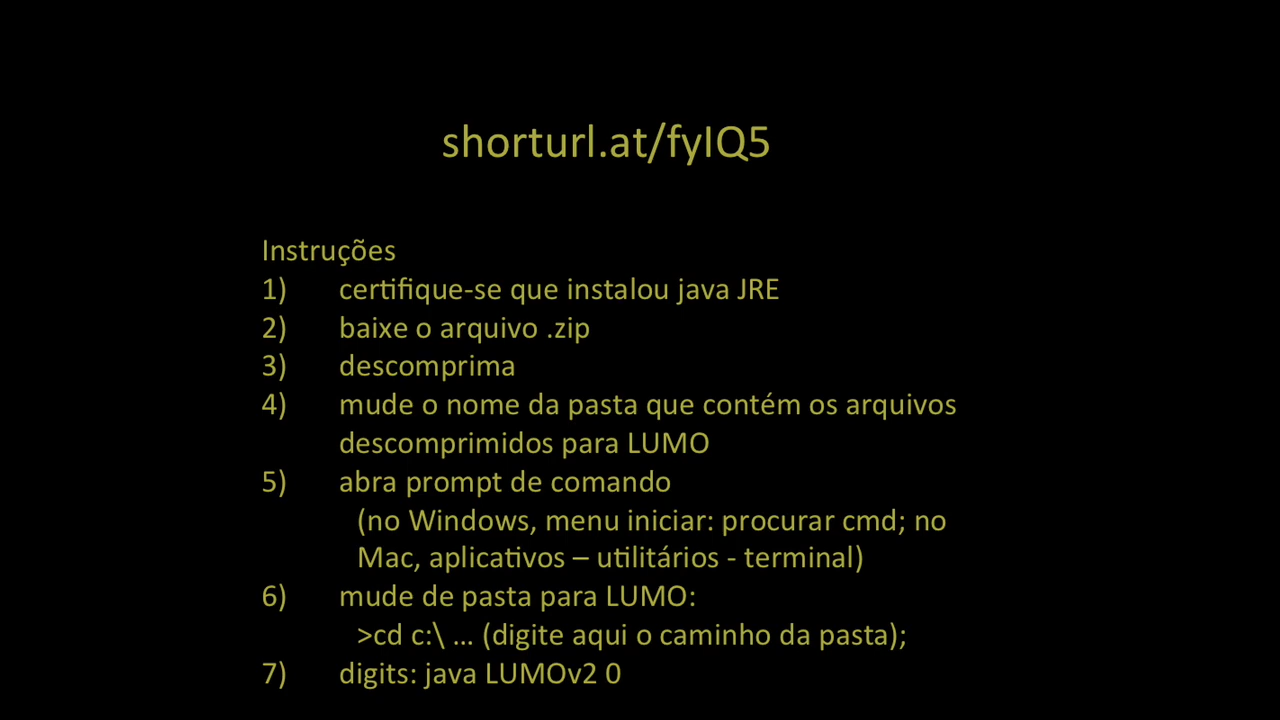 shorturl.at/fyIQ5
Instruções
1) certifique-se que instalou java JRE
2) baixe o arquivo .zip
3) descomprima
4) mude o nome da pasta que contém os arquivos
descomprimidos para LUMO
5) abra prompt de comando
(no Windows, menu iniciar: procurar cmd; no
Mac, aplicativos – utilitários - terminal)
6) mude de pasta para LUMO:
>cd c:\ ... (digite aqui o caminho da pasta);
7) digits: java LUMOv2 0